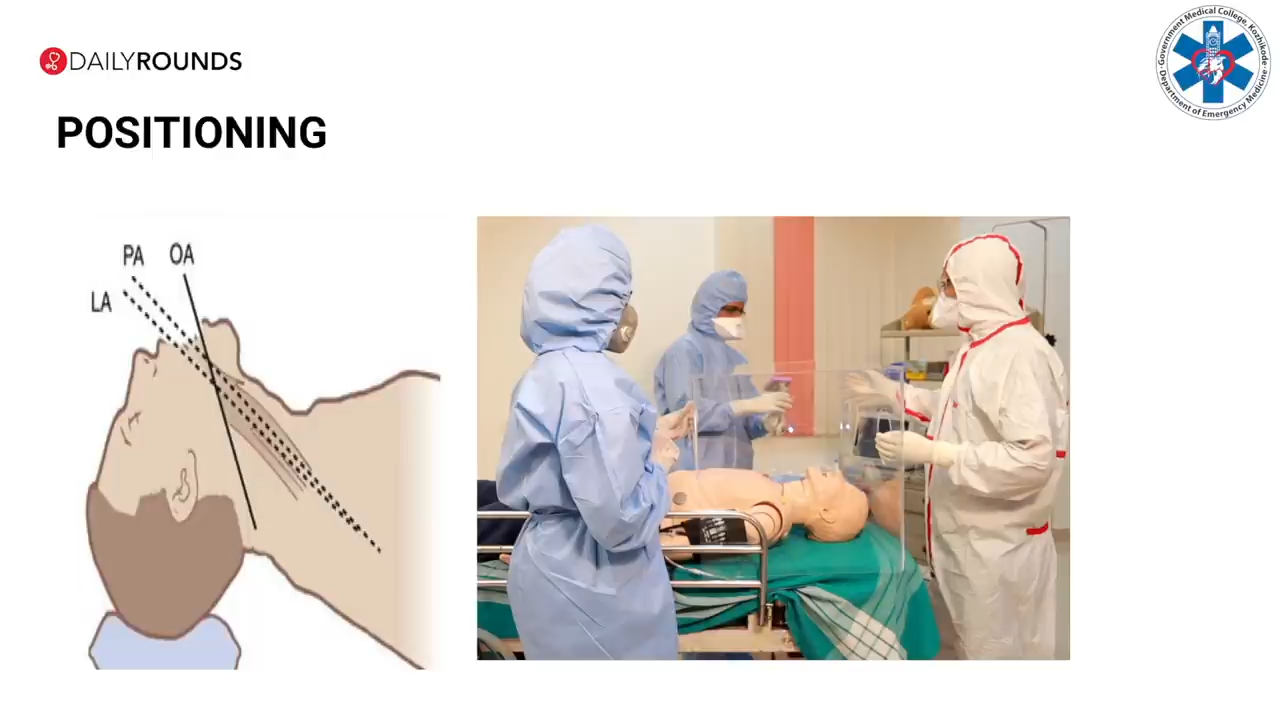 DAILYROUNDS
Government Medical College, Kozhikode
Department of Emergency Medicine
POSITIONING
PA OA
LA